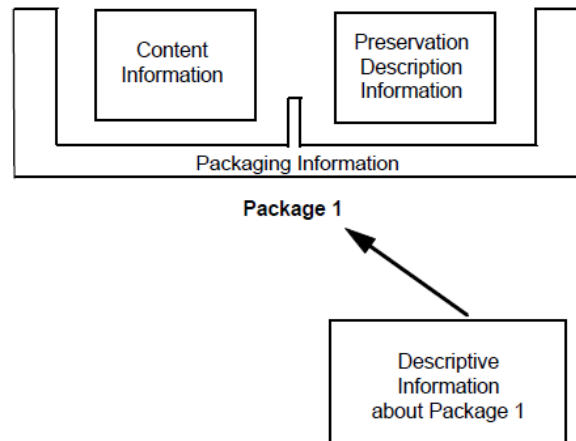 Content
Information
Preservation
Description
Information
Packaging Information
Package 1
Descriptive
Information
about Package 1